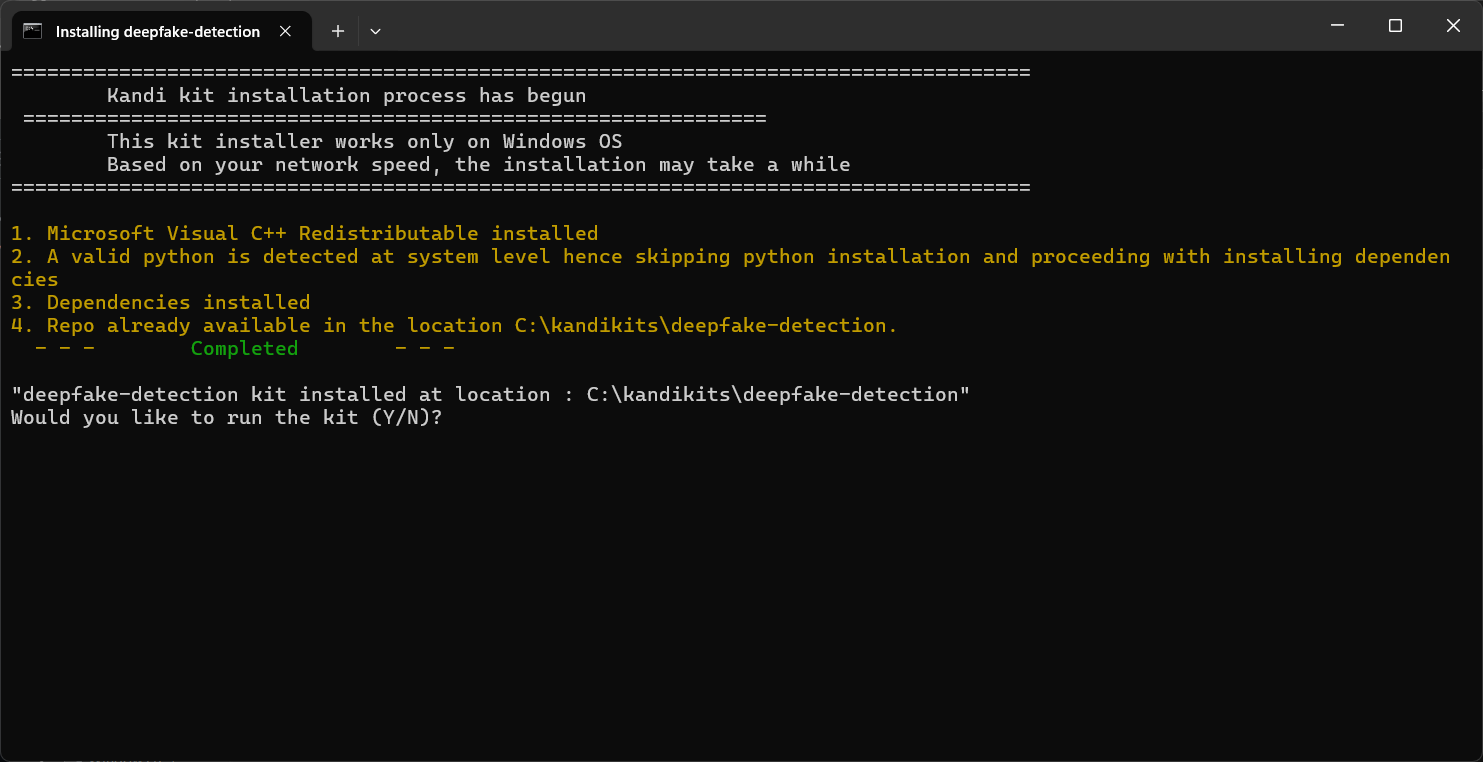 Installing deepfake-detection
=====================================================================================
Kandi kit installation process has begun
==============================================================
This kit installer works only on Windows OS
Based on your network speed, the installation may take a while
=====================================================================================
1. Microsoft Visual C++ Redistributable installed
2. A valid python is detected at system level hence skipping python installation and proceeding with installing dependen
cies
3. Dependencies installed
4. Repo already available in the location C:\kandikits\deepfake-detection.
- - - Completed - - -
"deepfake-detection kit installed at location : C:\kandikits\deepfake-detection"
Would you like to run the kit (Y/N)?